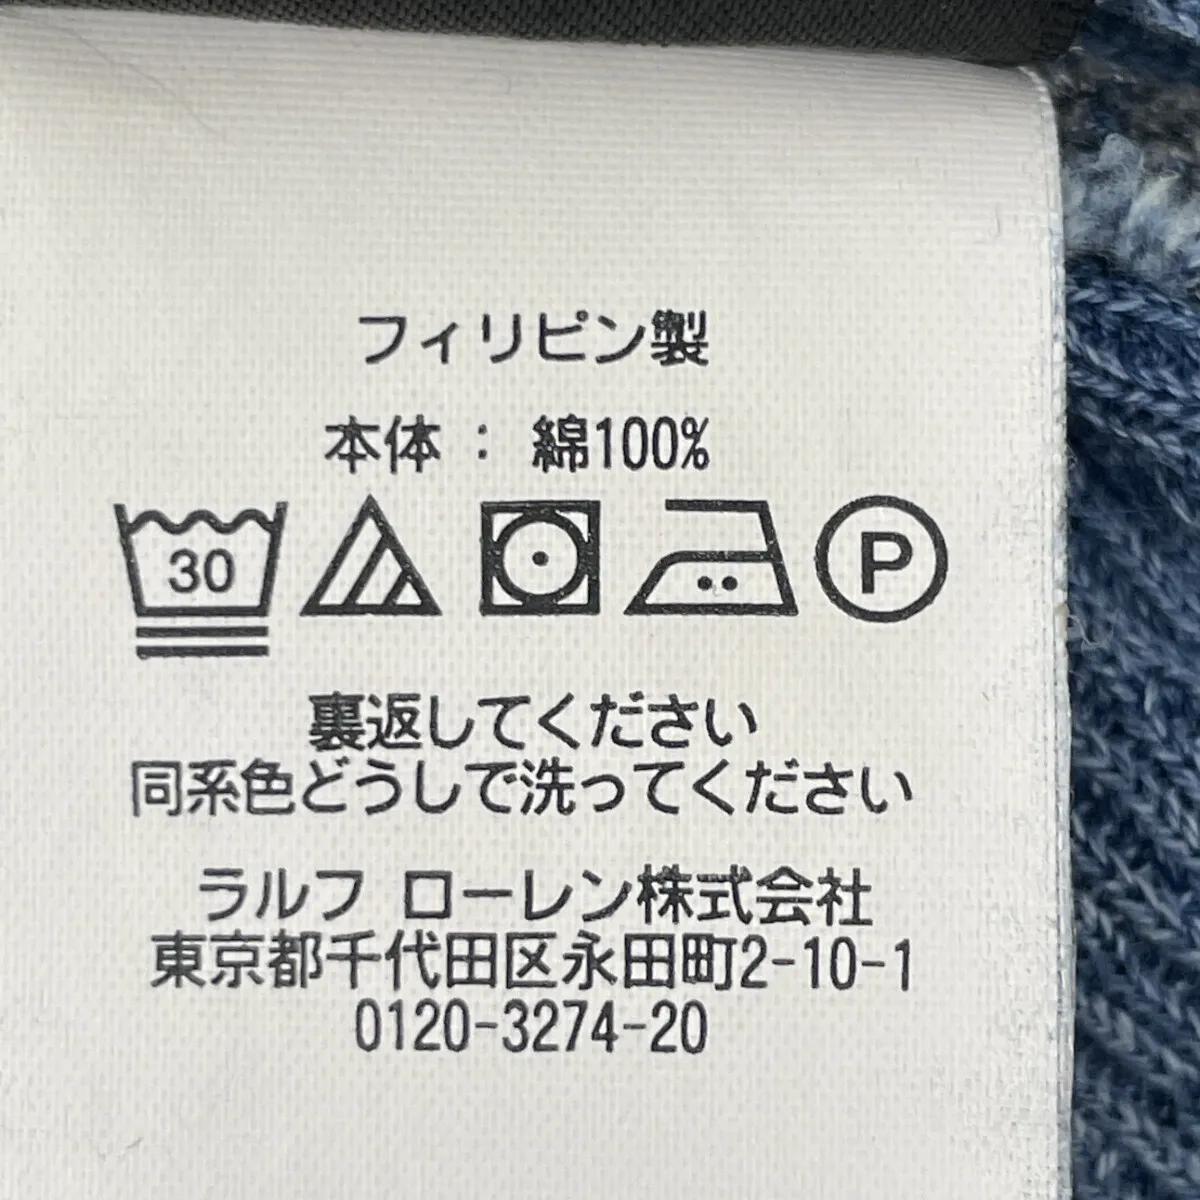 フィリピン製
本体 : 綿100%
30
P
裏返してください
同系色どうしで洗ってください
ラルフ ローレン株式会社
東京都千代田区永田町2-10-1
0120-3274-20